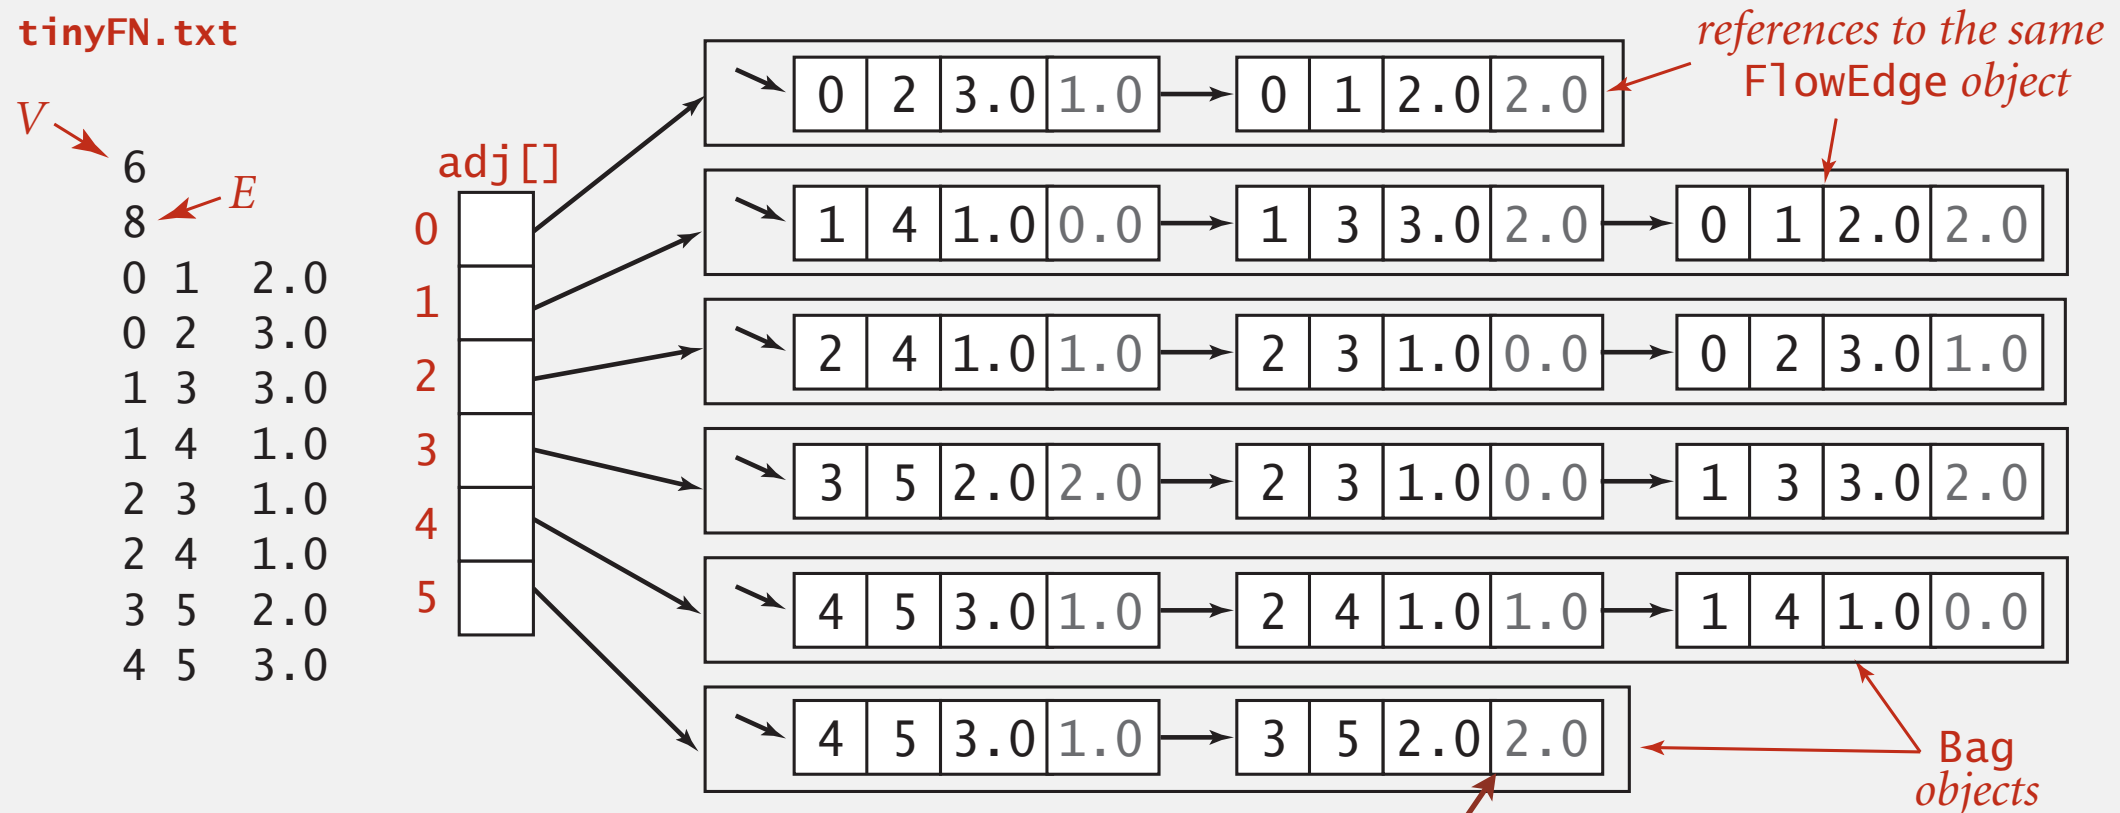 tinyFN.txt
V
6
8
E
0 1 2.0
0 2 3.0
1 3 3.0
1 4 1.0
2 3 1.0
2 4 1.0
3 5 2.0
4 5 3.0
adj[]
0
1
2
3
4
5
0 2 3.0 1.0 0 1 2.0 2.0
1 4 1.0 0.0 1 3 3.0 2.0 0 1 2.0 2.0
2 4 1.0 1.0 2 3 1.0 0.0 0 2 3.0 1.0
3 5 2.0 2.0 2 3 1.0 0.0 1 3 3.0 2.0
4 5 3.0 1.0 2 4 1.0 1.0 1 4 1.0 0.0
4 5 3.0 1.0 3 5 2.0 2.0
references to the same
FlowEdge object
Bag
objects